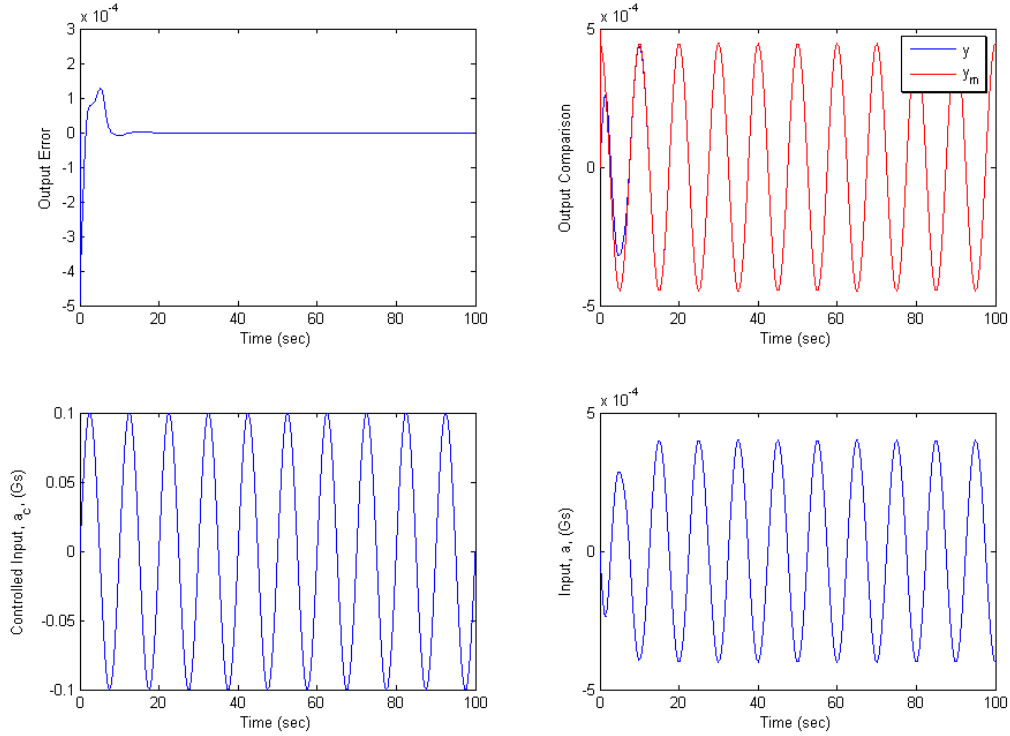 x 10^-4
3
2
1
0
-1
-2
-3
-4
-5
0 20 40 60 80 100
Time (sec)
Output Error
x 10^-4
5
0
-5
0 20 40 60 80 100
Time (sec)
Output Comparison
y
y_m
0.1
0.05
0
-0.05
-0.1
0 20 40 60 80 100
Time (sec)
Controlled Input, a_c, (Gs)
x 10^-4
5
0
-5
0 20 40 60 80 100
Time (sec)
Input, a, (Gs)